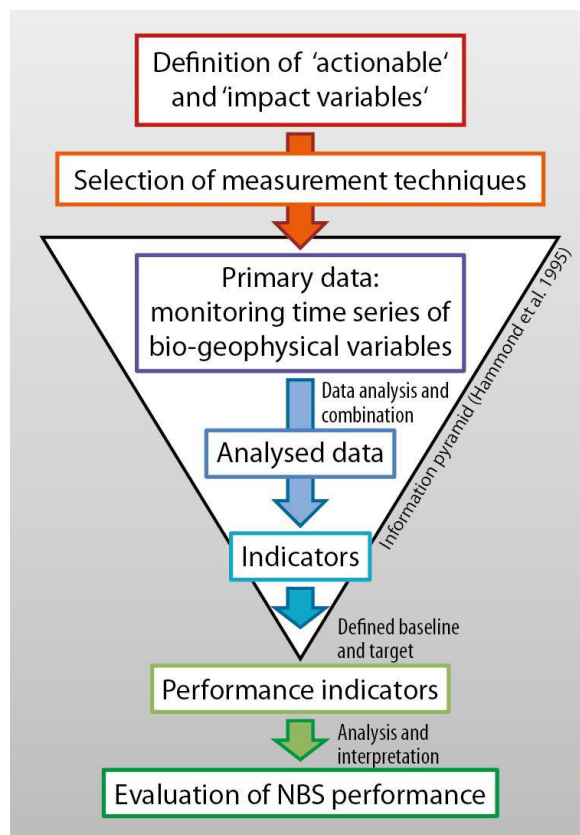 Definition of ‘actionable‘
and ‘impact variables‘
Selection of measurement techniques
Primary data:
monitoring time series of
bio-geophysical variables
Information pyramid (Hammond et al. 1995)
Data analysis and
combination
Analysed data
Indicators
Defined baseline
and target
Performance indicators
Analysis and
interpretation
Evaluation of NBS performance